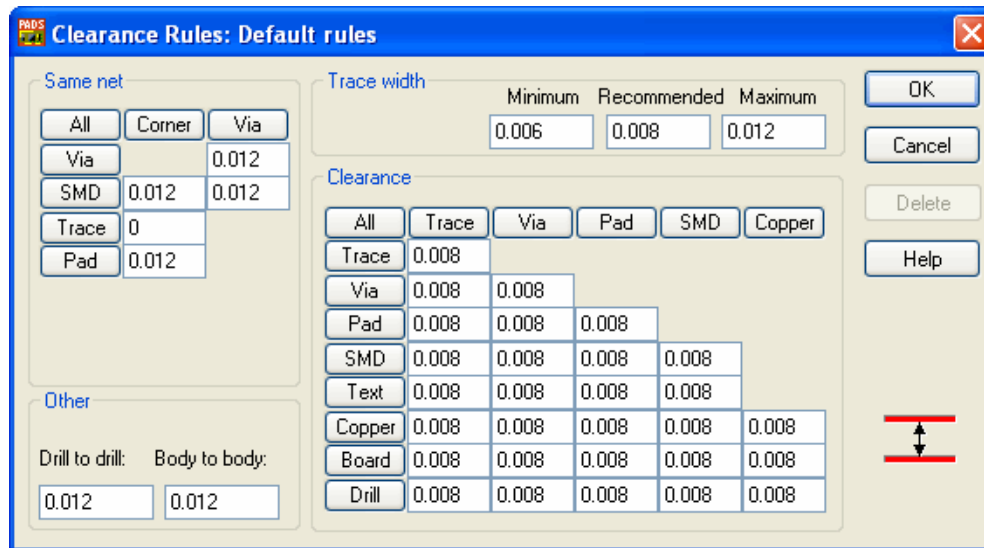 PADS
Clearance Rules: Default rules
Same net
All Corner Via
Via 0.012
SMD 0.012 0.012
Trace 0
Pad 0.012
Other
Drill to drill: Body to body:
0.012 0.012
Trace width
Minimum Recommended Maximum
0.006 0.008 0.012
Clearance
All Trace Via Pad SMD Copper
Trace 0.008
Via 0.008 0.008
Pad 0.008 0.008 0.008
SMD 0.008 0.008 0.008 0.008
Text 0.008 0.008 0.008 0.008
Copper 0.008 0.008 0.008 0.008 0.008
Board 0.008 0.008 0.008 0.008 0.008
Drill 0.008 0.008 0.008 0.008 0.008
OK
Cancel
Delete
Help